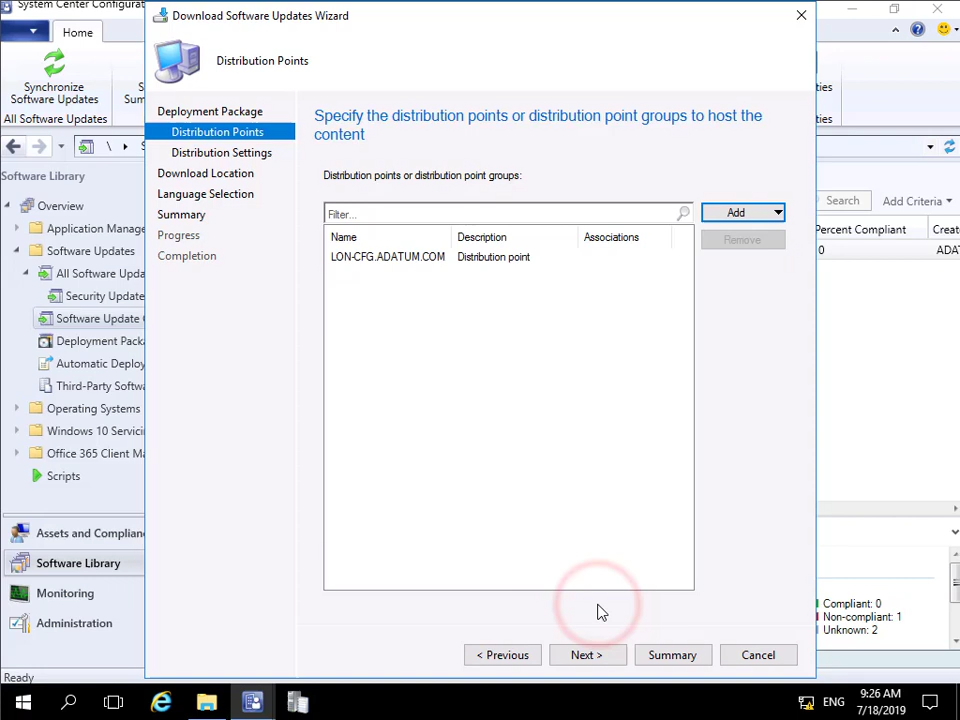 System Center Configurat
Download Software Updates Wizard
Home
Distribution Points
Synchronize
Software Updates
All Software Updates
Deployment Package
Distribution Points
Distribution Settings
Download Location
Language Selection
Summary
Progress
Completion
Specify the distribution points or distribution point groups to host the
content
Distribution points or distribution point groups:
Filter...
Add
Remove
Name
Description
Associations
LON-CFG.ADATUM.COM
Distribution point
Software Library
Overview
Application Manage
Software Updates
All Software Upda
Security Update
Software Update
Deployment Packa
Automatic Deploy
Third-Party Softw
Operating Systems
Windows 10 Servicin
Office 365 Client Ma
Scripts
Assets and Complian
Software Library
Monitoring
Administration
Ready
Search
Add Criteria
Percent Compliant
Create
0
ADA
Compliant: 0
Non-compliant: 1
Unknown: 2
< Previous
Next >
Summary
Cancel
ENG
9:26 AM
7/18/2019